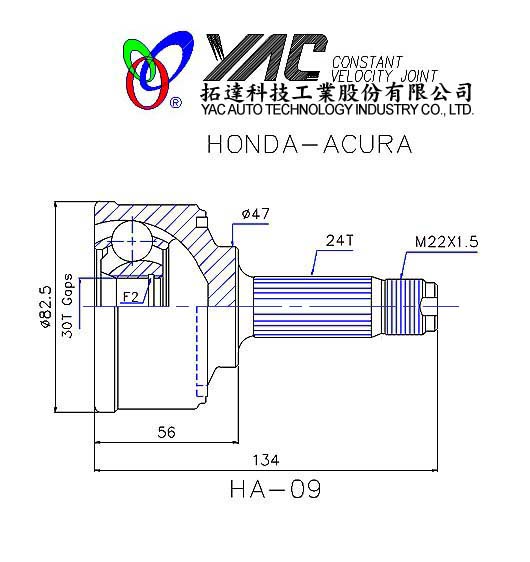 YAC CONSTANT
VELOCITY JOINT
®
拓達科技工業股份有限公司
YAC AUTO TECHNOLOGY INDUSTRY CO., LTD.
HONDA-ACURA
ø47
24T
M22X1.5
ø82.5
30T Gaps
F2
56
134
HA-09